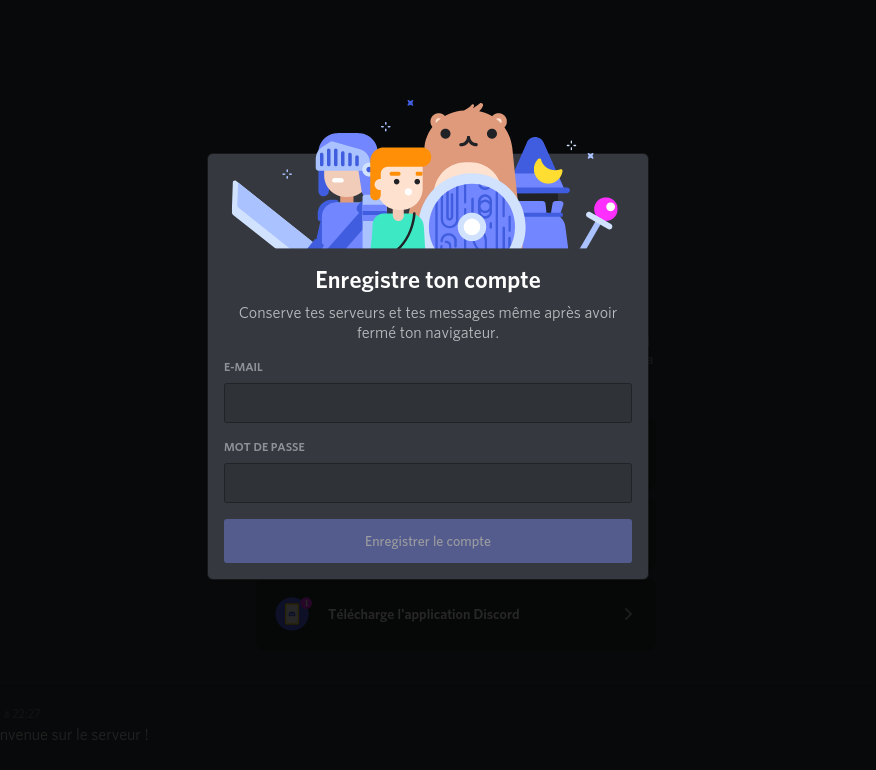 Enregistre ton compte
Conserve tes serveurs et tes messages même après avoir
fermé ton navigateur.
E-MAIL
MOT DE PASSE
Enregistrer le compte
Télécharge l'application Discord
à 22:27
nvenue sur le serveur !